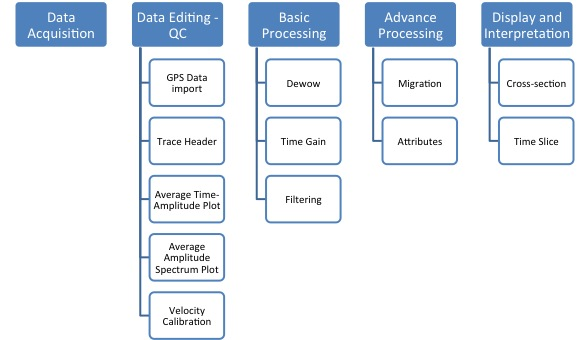 Data
Acquisition
Data Editing -
QC
GPS Data
import
Trace Header
Average Time-
Amplitude Plot
Average
Amplitude
Spectrum Plot
Velocity
Calibration
Basic
Processing
Dewow
Time Gain
Filtering
Advance
Processing
Migration
Attributes
Display and
Interpretation
Cross-section
Time Slice